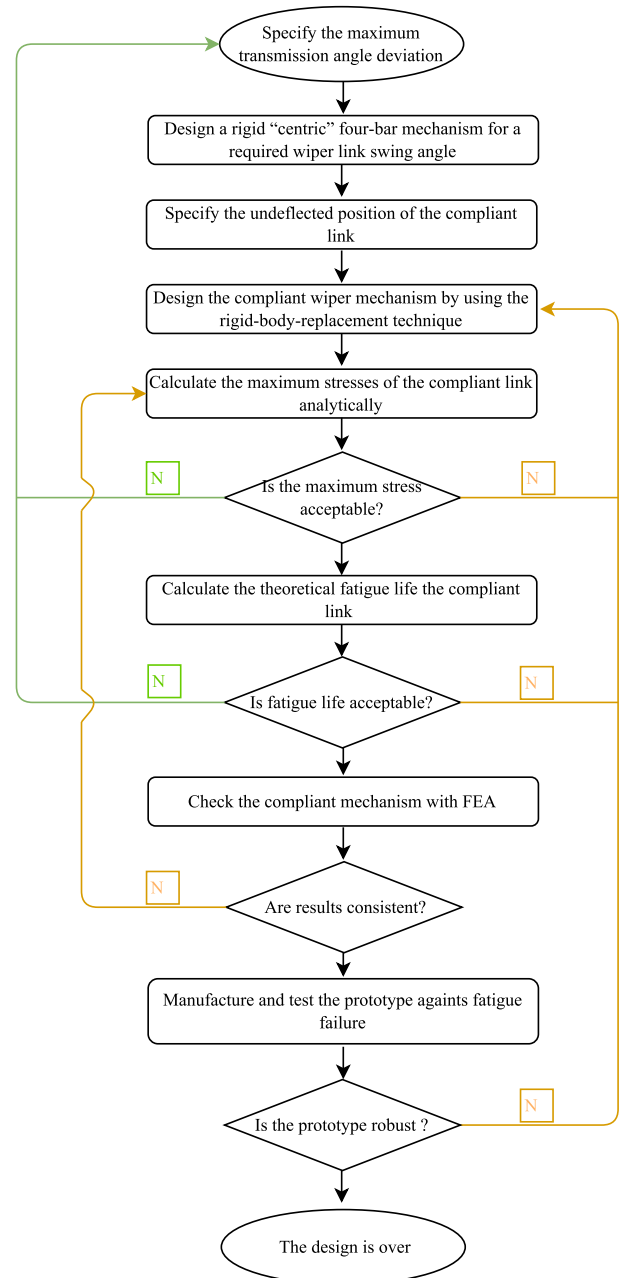 Specify the maximum
transmission angle deviation
Design a rigid “centric” four-bar mechanism for a
required wiper link swing angle
Specify the undeflected position of the compliant
link
Design the compliant wiper mechanism by using the
rigid-body-replacement technique
Calculate the maximum stresses of the compliant link
analytically
N
N
Is the maximum stress
acceptable?
Calculate the theoretical fatigue life the compliant
link
N
N
Is fatigue life acceptable?
Check the compliant mechanism with FEA
N
Are results consistent?
Manufacture and test the prototype againts fatigue
failure
N
Is the prototype robust ?
The design is over